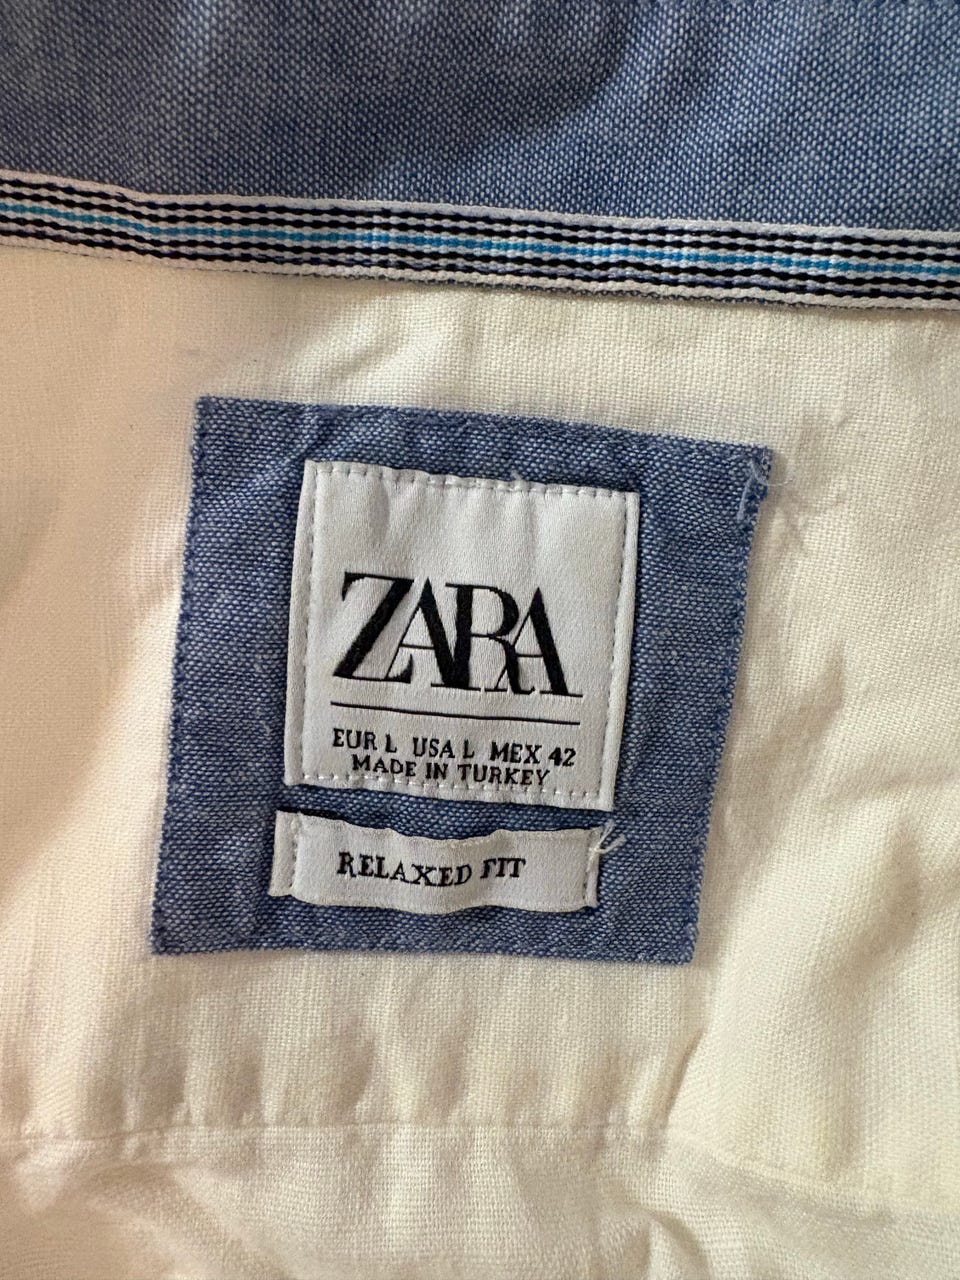 ZARA
EUR L USA L MEX 42
MADE IN TURKEY
RELAXED FIT